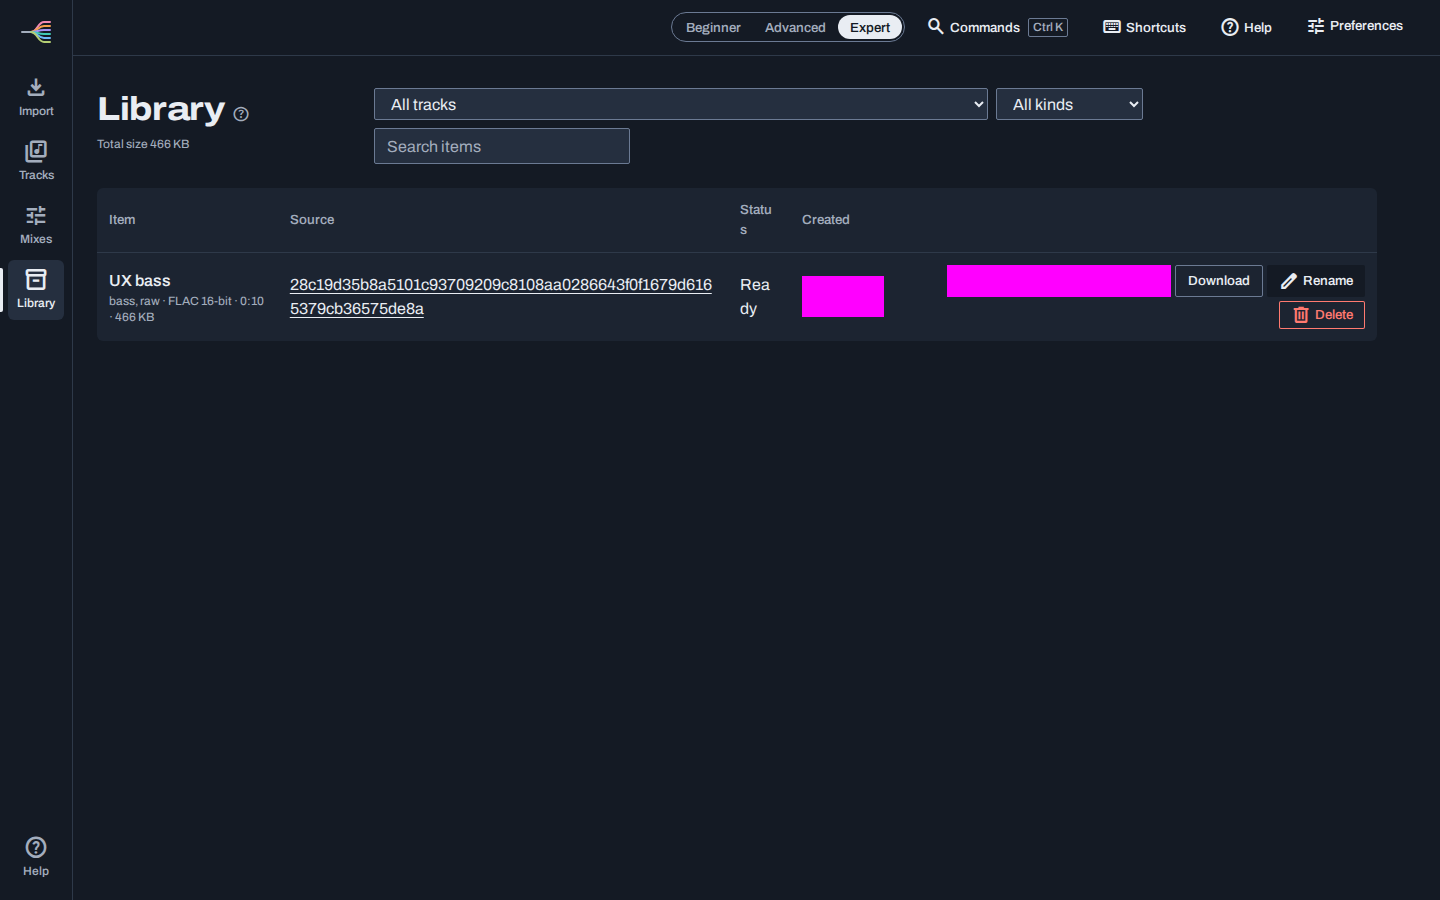 Beginner Advanced Expert Commands Ctrl K Shortcuts Help Preferences
Import
Tracks
Mixes
Library
Help
Library
Total size 466 KB
All tracks All kinds
Search items
Item Source Status Created
UX bass
bass, raw · FLAC 16-bit · 0:10
· 466 KB
28c19d35b8a5101c93709209c8108aa0286643f0f1679d616
5379cb36575de8a
Rea
dy
Download Rename
Delete